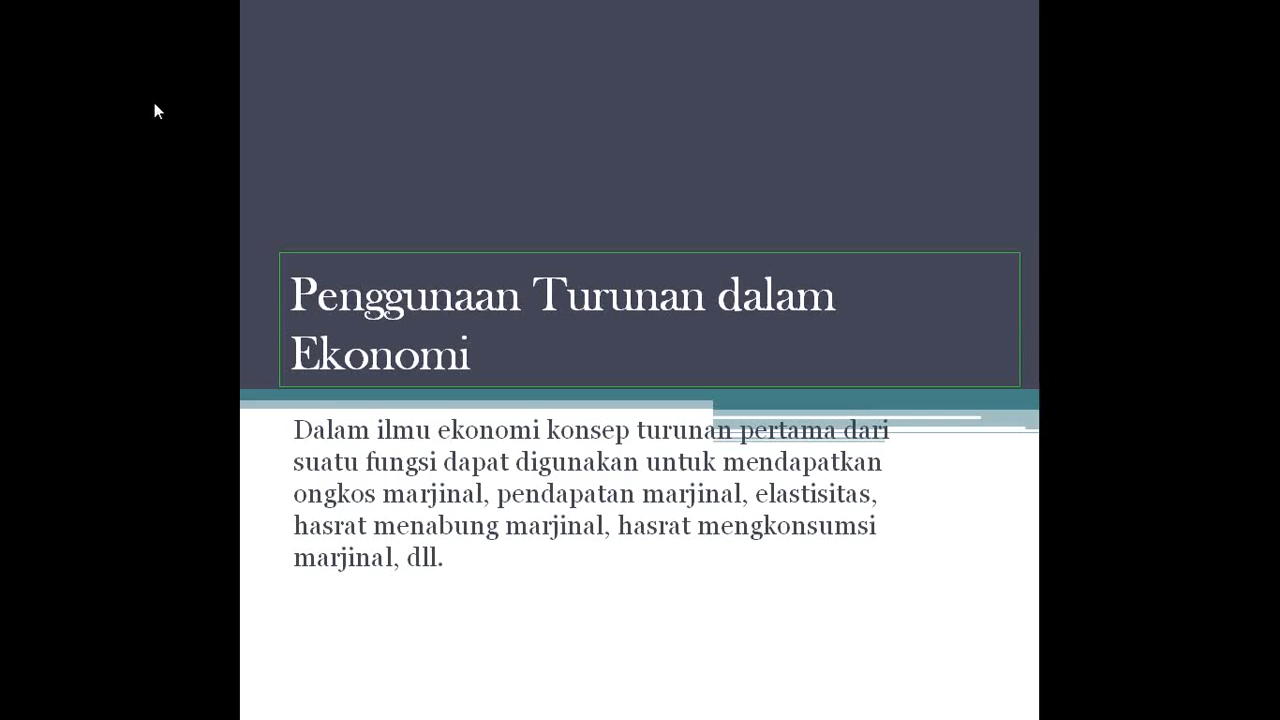 Penggunaan Turunan dalam
Ekonomi
Dalam ilmu ekonomi konsep turunan pertama dari
suatu fungsi dapat digunakan untuk mendapatkan
ongkos marjinal, pendapatan marjinal, elastisitas,
hasrat menabung marjinal, hasrat mengkonsumsi
marjinal, dll.